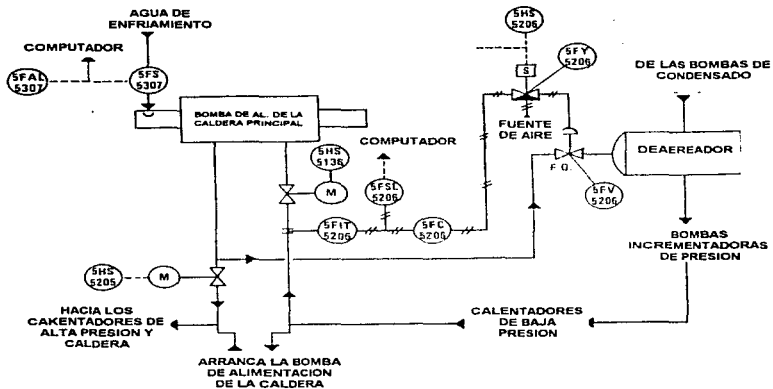 AGUA DE
ENFRIAMIENTO
COMPUTADOR
5FAL
5307
5FS
5307
BOMBA DE AL. DE LA
CALDERA PRINCIPAL
5HS
5206
S
5FY
5206
FUENTE
DE AIRE
DE LAS BOMBAS DE
CONDENSADO
DEAEREADOR
F O.
5FV
5206
COMPUTADOR
5HS
5136
M
5FSL
5206
5FIT
5206
5FC
5206
BOMBAS
INCREMENTADORAS
DE PRESION
5HS
5205
M
HACIA LOS
CAKENTADORES DE
ALTA PRESION Y
CALDERA
CALENTADORES
DE BAJA
PRESION
ARRANCA LA BOMBA
DE ALIMENTACION
DE LA CALDERA